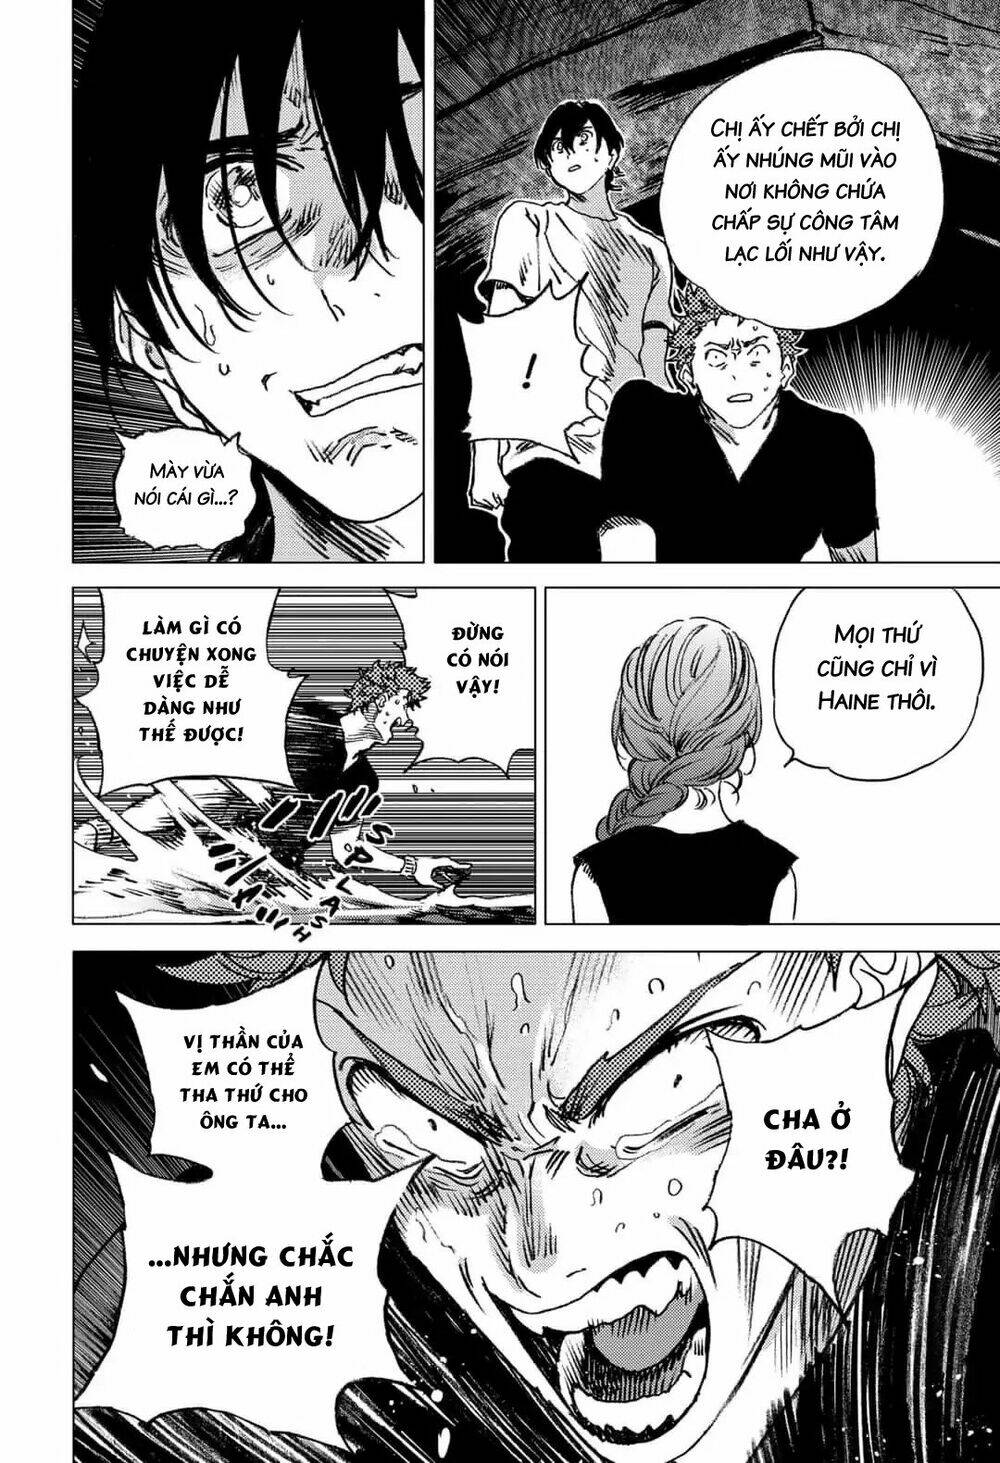 CHỊ ẤY CHẾT BỞI CHỊ
ẤY NHÚNG MŨI VÀO
NƠI KHÔNG CHỨA
CHẤP SỰ CÔNG TÂM
LẠC LỐI NHƯ VẬY.
!
MÀY VỪA
NÓI CÁI GÌ...?
MỌI THỨ
CŨNG CHỈ VÌ
HAINE THÔI.
ĐỪNG
CÓ NÓI
VẬY!
LÀM GÌ CÓ
CHUYỆN XONG
VIỆC DỄ
DÀNG NHƯ
THẾ ĐƯỢC!
SPLASH
CHA Ở
ĐÂU?!
VỊ THẦN CỦA
EM CÓ THỂ
THA THỨ CHO
ÔNG TA...
...NHƯNG CHẮC
CHẮN ANH
THÌ KHÔNG!